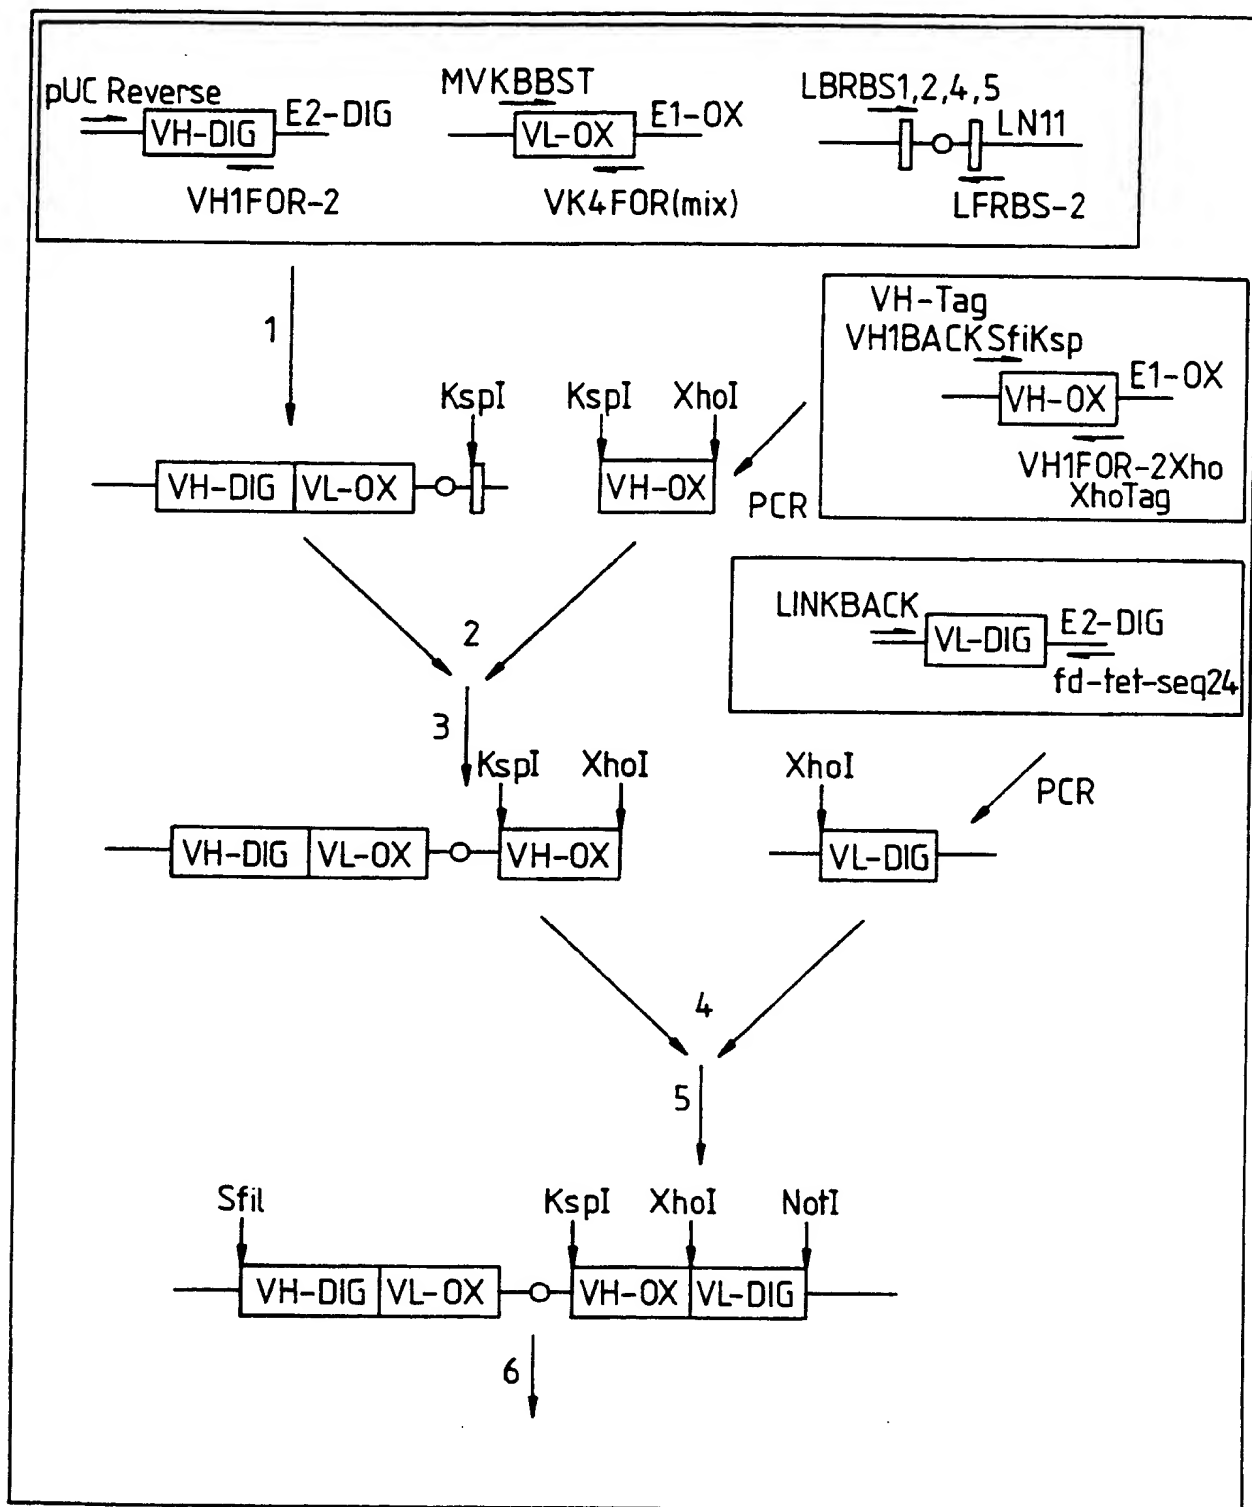 pUC Reverse
VH-DIG
E2-DIG
VH1FOR-2
MVKBBST
VL-OX
E1-OX
VK4FOR(mix)
LBRBS1,2,4,5
LN11
LFRBS-2
1
VH-Tag
VH1BACKSfiKsp
VH-OX
E1-OX
VH1FOR-2Xho
XhoTag
KspI
VH-DIG
VL-OX
KspI
XhoI
VH-OX
PCR
2
LINKBACK
VL-DIG
E2-DIG
fd-tet-seq24
3
KspI
XhoI
VH-DIG
VL-OX
VH-OX
XhoI
VL-DIG
PCR
4
5
SfiI
KspI
XhoI
NotI
VH-DIG
VL-OX
VH-OX
VL-DIG
6